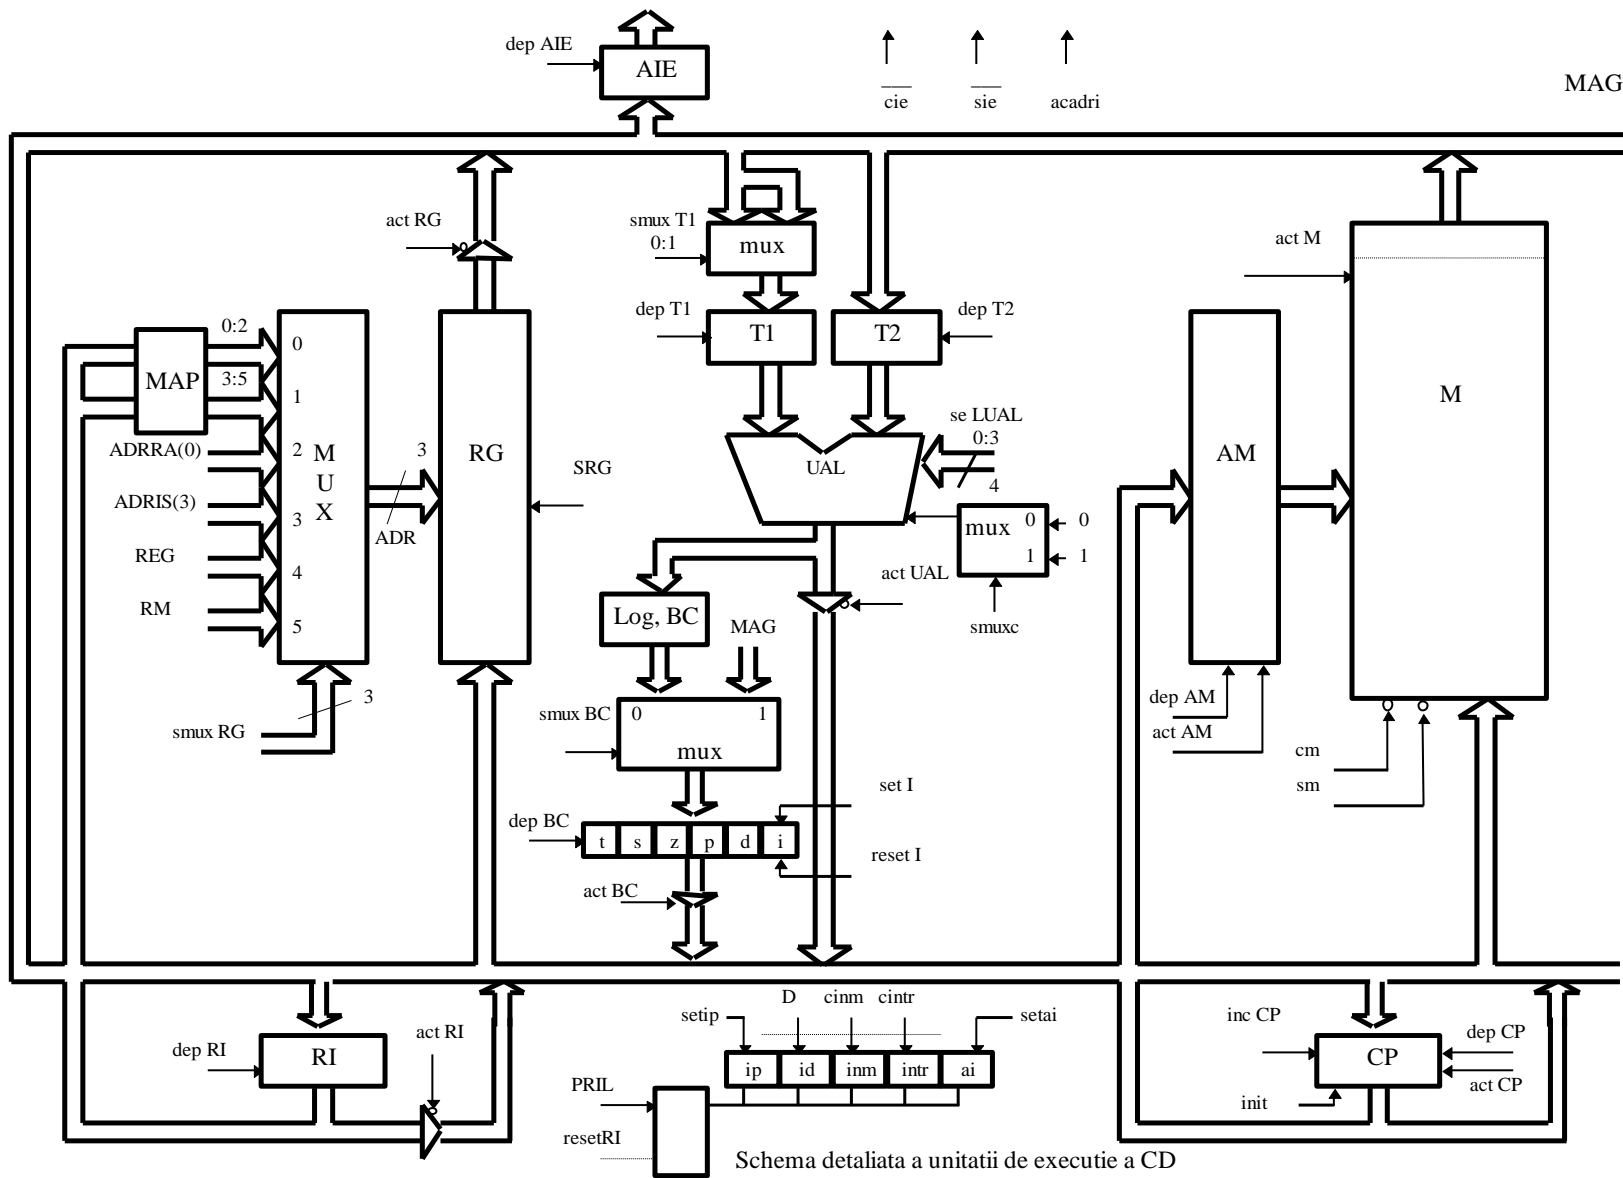 dep AIE
AIE
cie
sie
acadri
MAG
act RG
smux T1
0:1
mux
act M
dep T1
T1
T2
dep T2
0:2
MAP
3:5
0
1
2
3
4
5
M
U
X
ADRRA(0)
ADRIS(3)
REG
RM
3
ADR
RG
SRG
UAL
se LUAL
0:3
4
mux
0
1
0
1
act UAL
smuxc
AM
M
Log, BC
MAG
smux RG
3
smux BC
0
1
mux
dep AM
act AM
cm
sm
set I
dep BC
t s z p d i
reset I
act BC
D
cinm
cintr
setip
setai
inc CP
dep RI
RI
act RI
ip id inm intr ai
dep CP
CP
act CP
init
PRIL
resetRI
Schema detaliata a unitatii de executie a CD